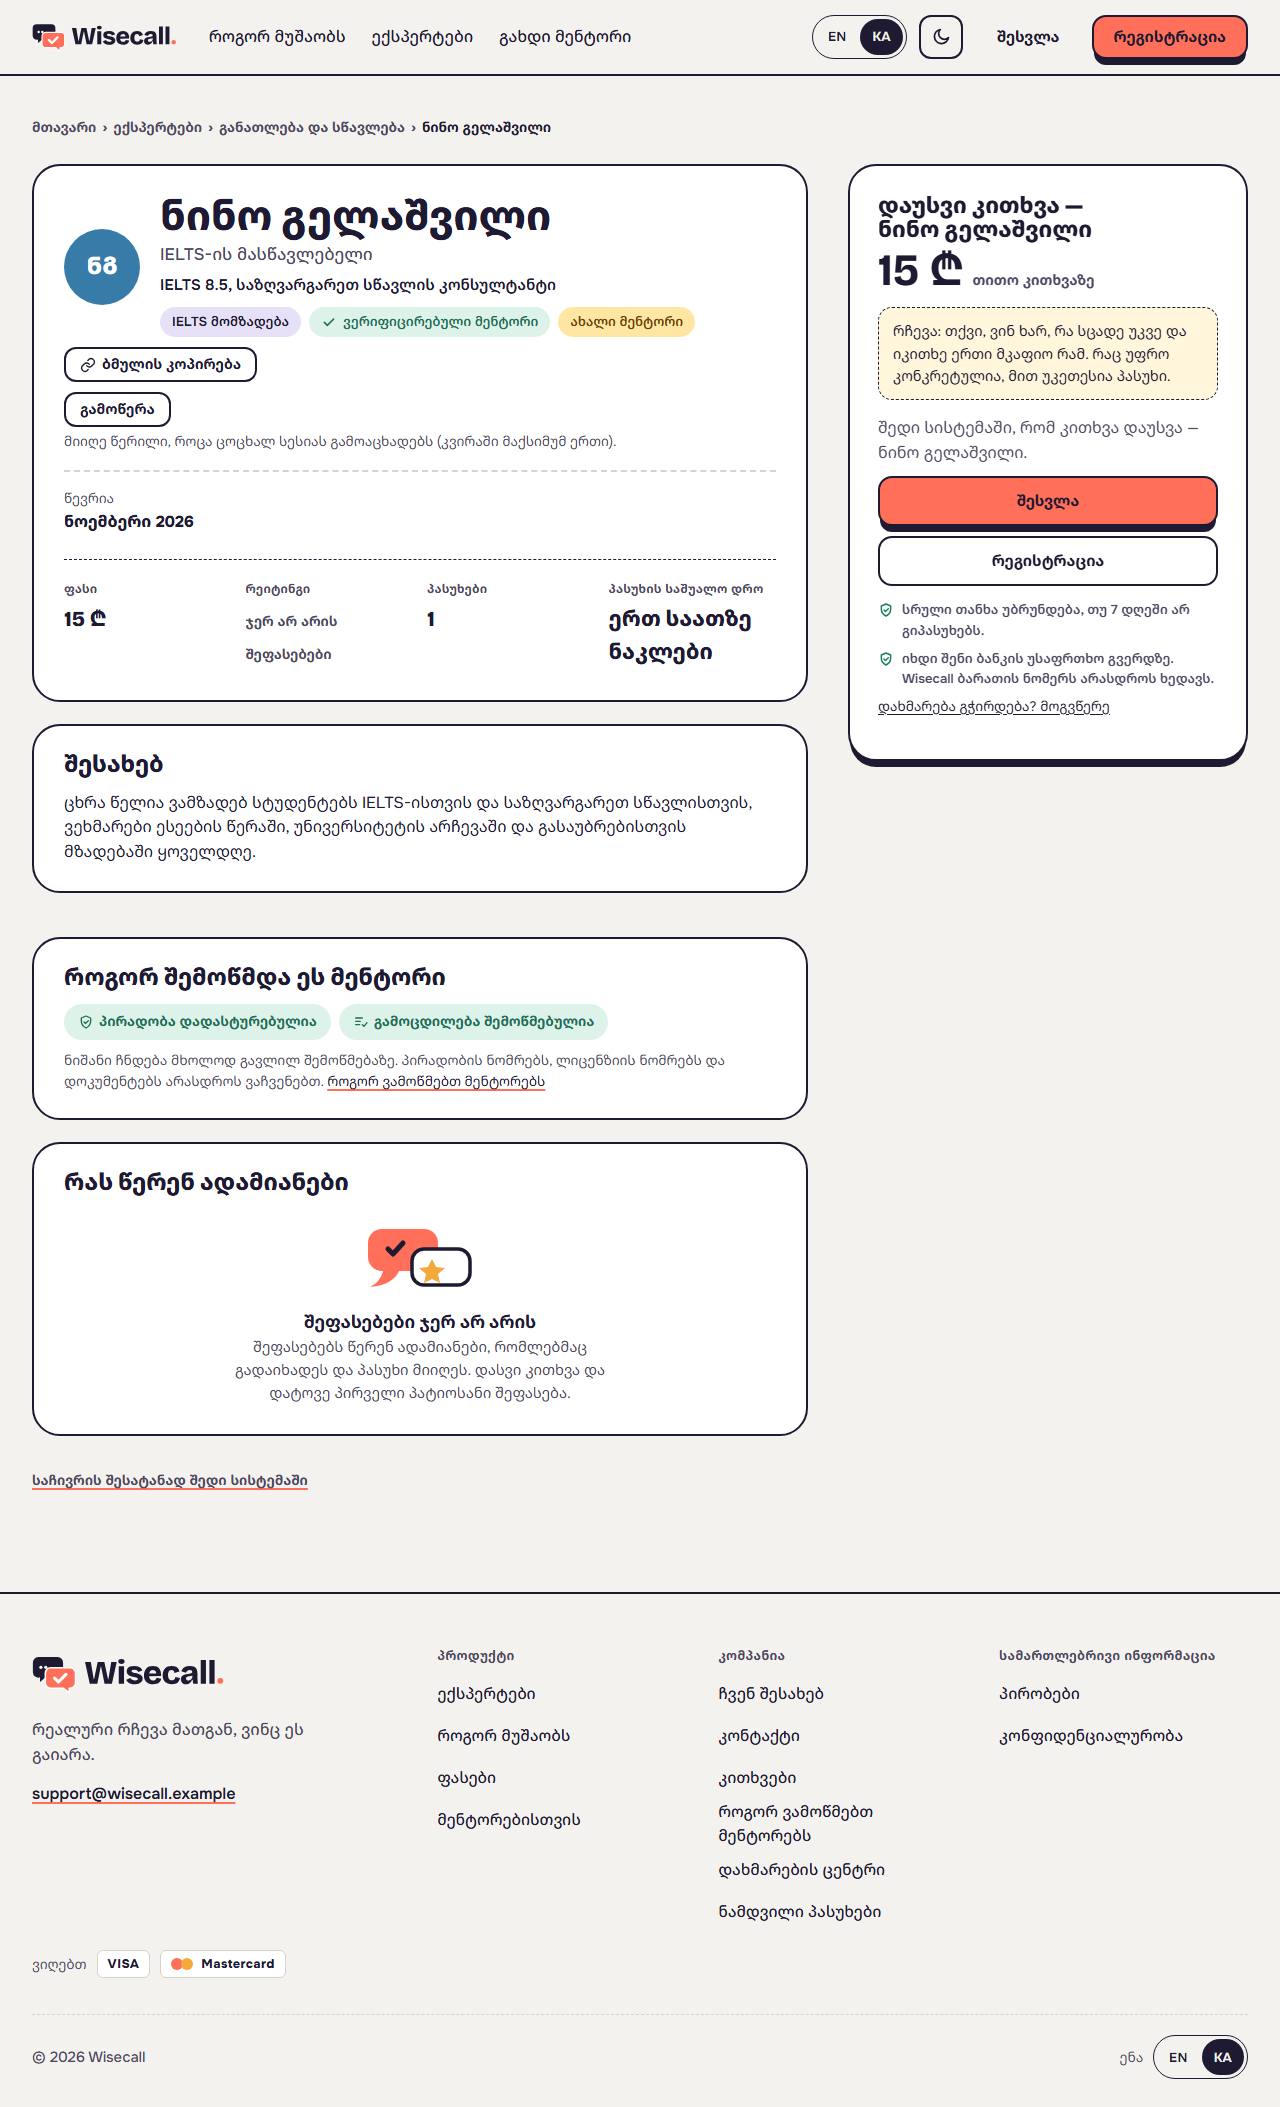 Wisecall.
როგორ მუშაობს
ექსპერტები
გახდი მენტორი
EN
KA
შესვლა
რეგისტრაცია
მთავარი › ექსპერტები › განათლება და სწავლება › ნინო გელაშვილი
ნგ
ნინო გელაშვილი
IELTS-ის მასწავლებელი
IELTS 8.5, საზღვარგარეთ სწავლის კონსულტანტი
IELTS მომზადება
ვერიფიცირებული მენტორი
ახალი მენტორი
ბმულის კოპირება
გამოწერა
მიიღე წერილი, როცა ცოცხალ სესიას გამოაცხადებს (კვირაში მაქსიმუმ ერთი).
წევრია
ნოემბერი 2026
ფასი
15 ₾
რეიტინგი
ჯერ არ არის
შეფასებები
პასუხები
1
პასუხის საშუალო დრო
ერთ საათზე
ნაკლები
დაუსვი კითხვა —
ნინო გელაშვილი
15 ₾ თითო კითხვაზე
რჩევა: თქვი, ვინ ხარ, რა სცადე უკვე და
იკითხე ერთი მკაფიო რამ. რაც უფრო
კონკრეტულია, მით უკეთესია პასუხი.
შედი სისტემაში, რომ კითხვა დაუსვა —
ნინო გელაშვილი.
შესვლა
რეგისტრაცია
სრული თანხა უბრუნდება, თუ 7 დღეში არ
გიპასუხებს.
იხდი შენი ბანკის უსაფრთხო გვერდზე.
Wisecall ბარათის ნომერს არასდროს ხედავს.
დახმარება გჭირდება? მოგვწერე
შესახებ
ცხრა წელია ვამზადებ სტუდენტებს IELTS-ისთვის და საზღვარგარეთ სწავლისთვის,
ვეხმარები ესეების წერაში, უნივერსიტეტის არჩევაში და გასაუბრებისთვის
მზადებაში ყოველდღე.
როგორ შემოწმდა ეს მენტორი
პირადობა დადასტურებულია
გამოცდილება შემოწმებულია
ნიშანი ჩნდება მხოლოდ გავლილ შემოწმებაზე. პირადობის ნომრებს, ლიცენზიის ნომრებს და
დოკუმენტებს არასდროს ვაჩვენებთ. როგორ ვამოწმებთ მენტორებს
რას წერენ ადამიანები
შეფასებები ჯერ არ არის
შეფასებებს წერენ ადამიანები, რომლებმაც
გადაიხადეს და პასუხი მიიღეს. დასვი კითხვა და
დატოვე პირველი პატიოსანი შეფასება.
საჩივრის შესატანად შედი სისტემაში
Wisecall.
რეალური რჩევა მათგან, ვინც ეს
გაიარა.
support@wisecall.example
პროდუქტი
ექსპერტები
როგორ მუშაობს
ფასები
მენტორებისთვის
კომპანია
ჩვენ შესახებ
კონტაქტი
კითხვები
როგორ ვამოწმებთ
მენტორებს
დახმარების ცენტრი
ნამდვილი პასუხები
სამართლებრივი ინფორმაცია
პირობები
კონფიდენციალურობა
ვიღებთ
VISA
Mastercard
© 2026 Wisecall
ენა
EN
KA